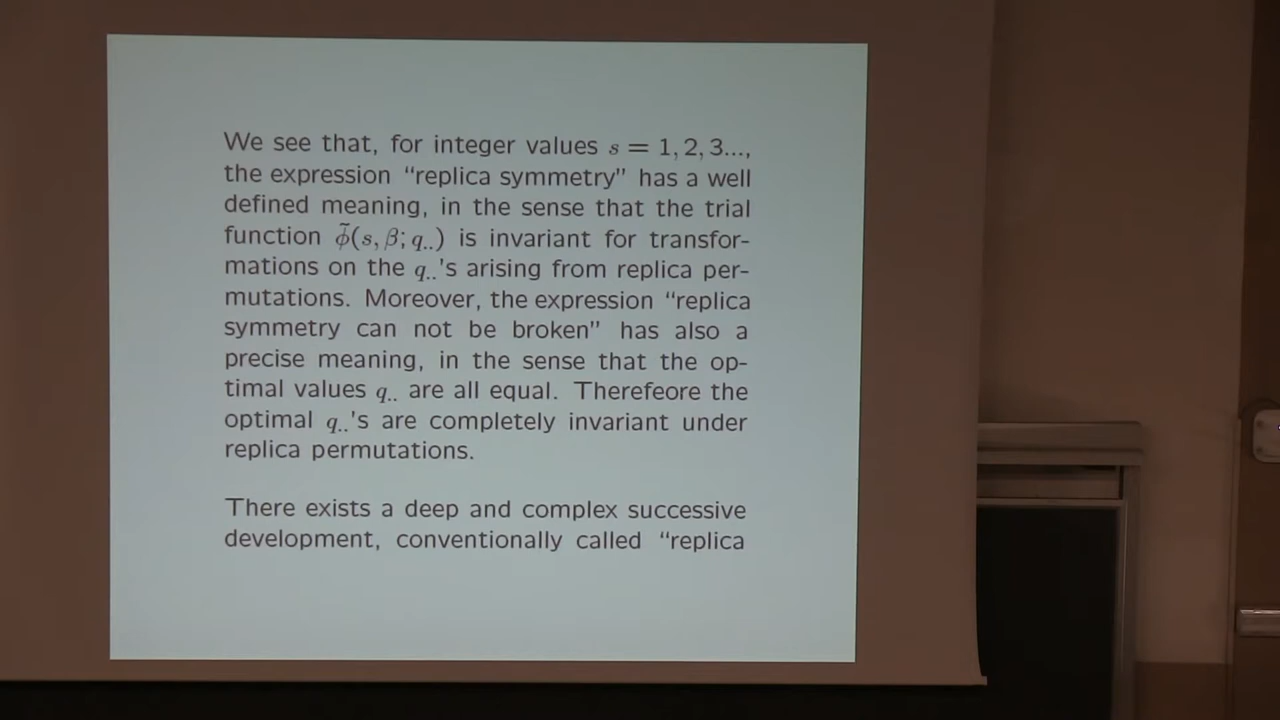 We see that, for integer values s = 1, 2, 3...,
the expression “replica symmetry” has a well
defined meaning, in the sense that the trial
function ϕ̃(s, β; q..) is invariant for transfor-
mations on the q..'s arising from replica per-
mutations. Moreover, the expression “replica
symmetry can not be broken” has also a
precise meaning, in the sense that the op-
timal values q.. are all equal. Therefeore the
optimal q..'s are completely invariant under
replica permutations.
There exists a deep and complex successive
development, conventionally called “replica